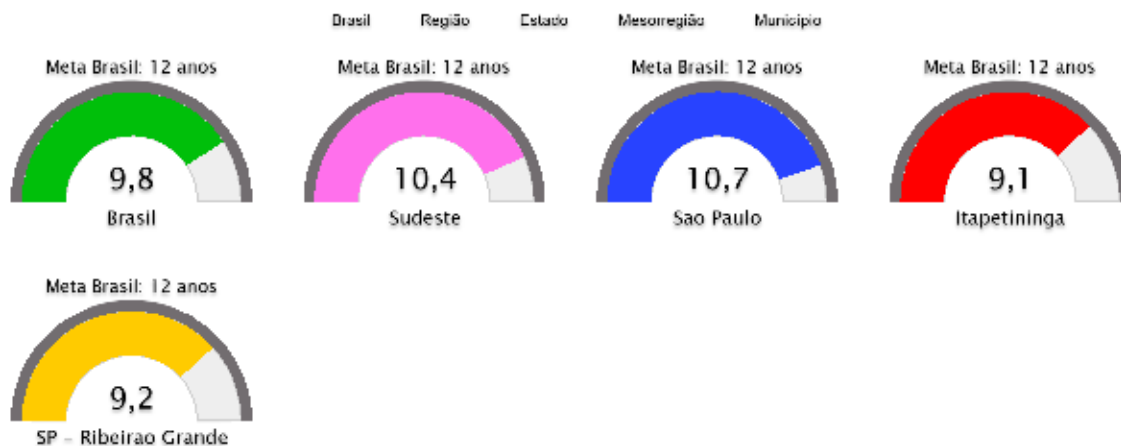 Brasil Região Estado Mesorregião Município
Meta Brasil: 12 anos
9,8
Brasil
Meta Brasil: 12 anos
10,4
Sudeste
Meta Brasil: 12 anos
10,7
Sao Paulo
Meta Brasil: 12 anos
9,1
Itapetininga
Meta Brasil: 12 anos
9,2
SP - Ribeirao Grande